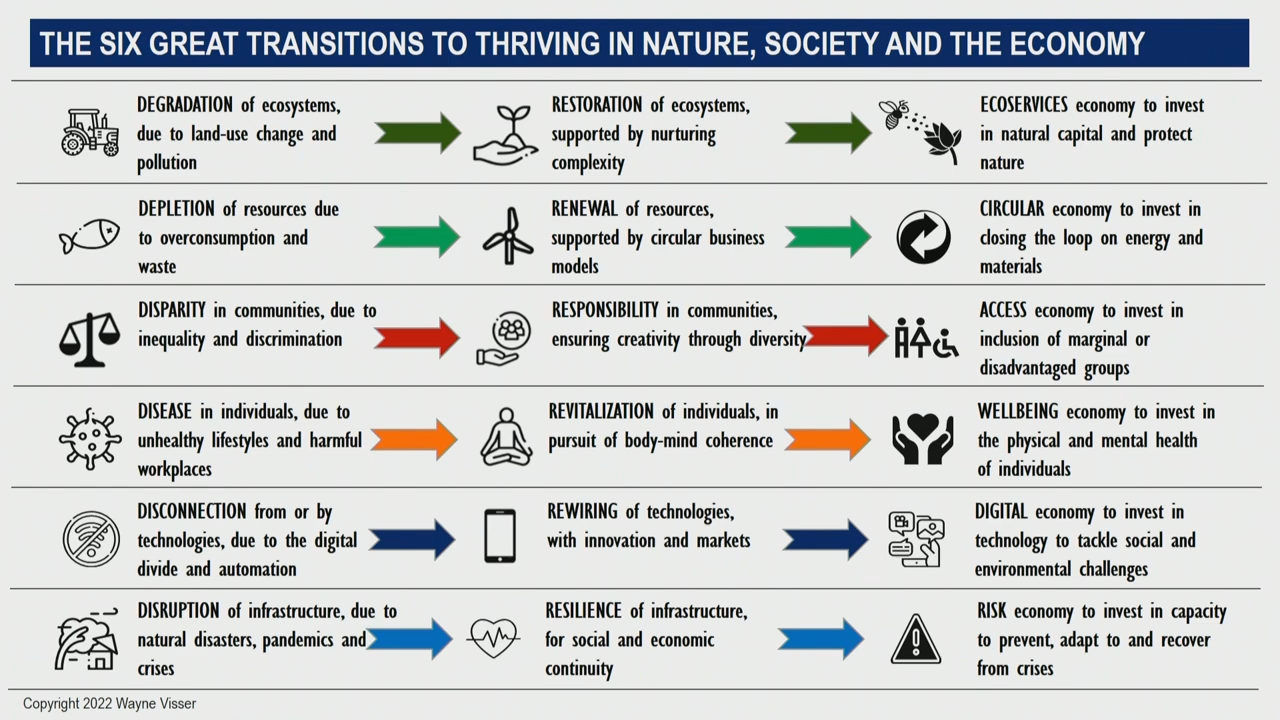 THE SIX GREAT TRANSITIONS TO THRIVING IN NATURE, SOCIETY AND THE ECONOMY
DEGRADATION of ecosystems,
due to land-use change and
pollution
RESTORATION of ecosystems,
supported by nurturing
complexity
ECOSERVICES economy to invest
in natural capital and protect
nature
DEPLETION of resources due
to overconsumption and
waste
RENEWAL of resources,
supported by circular business
models
CIRCULAR economy to invest in
closing the loop on energy and
materials
DISPARITY in communities, due to
inequality and discrimination
RESPONSIBILITY in communities,
ensuring creativity through diversity
ACCESS economy to invest in
inclusion of marginal or
disadvantaged groups
DISEASE in individuals, due to
unhealthy lifestyles and harmful
workplaces
REVITALIZATION of individuals, in
pursuit of body-mind coherence
WELLBEING economy to invest in
the physical and mental health
of individuals
DISCONNECTION from or by
technologies, due to the digital
divide and automation
REWIRING of technologies,
with innovation and markets
DIGITAL economy to invest in
technology to tackle social and
environmental challenges
DISRUPTION of infrastructure, due to
natural disasters, pandemics and
crises
RESILIENCE of infrastructure,
for social and economic
continuity
RISK economy to invest in capacity
to prevent, adapt to and recover
from crises
Copyright 2022 Wayne Visser